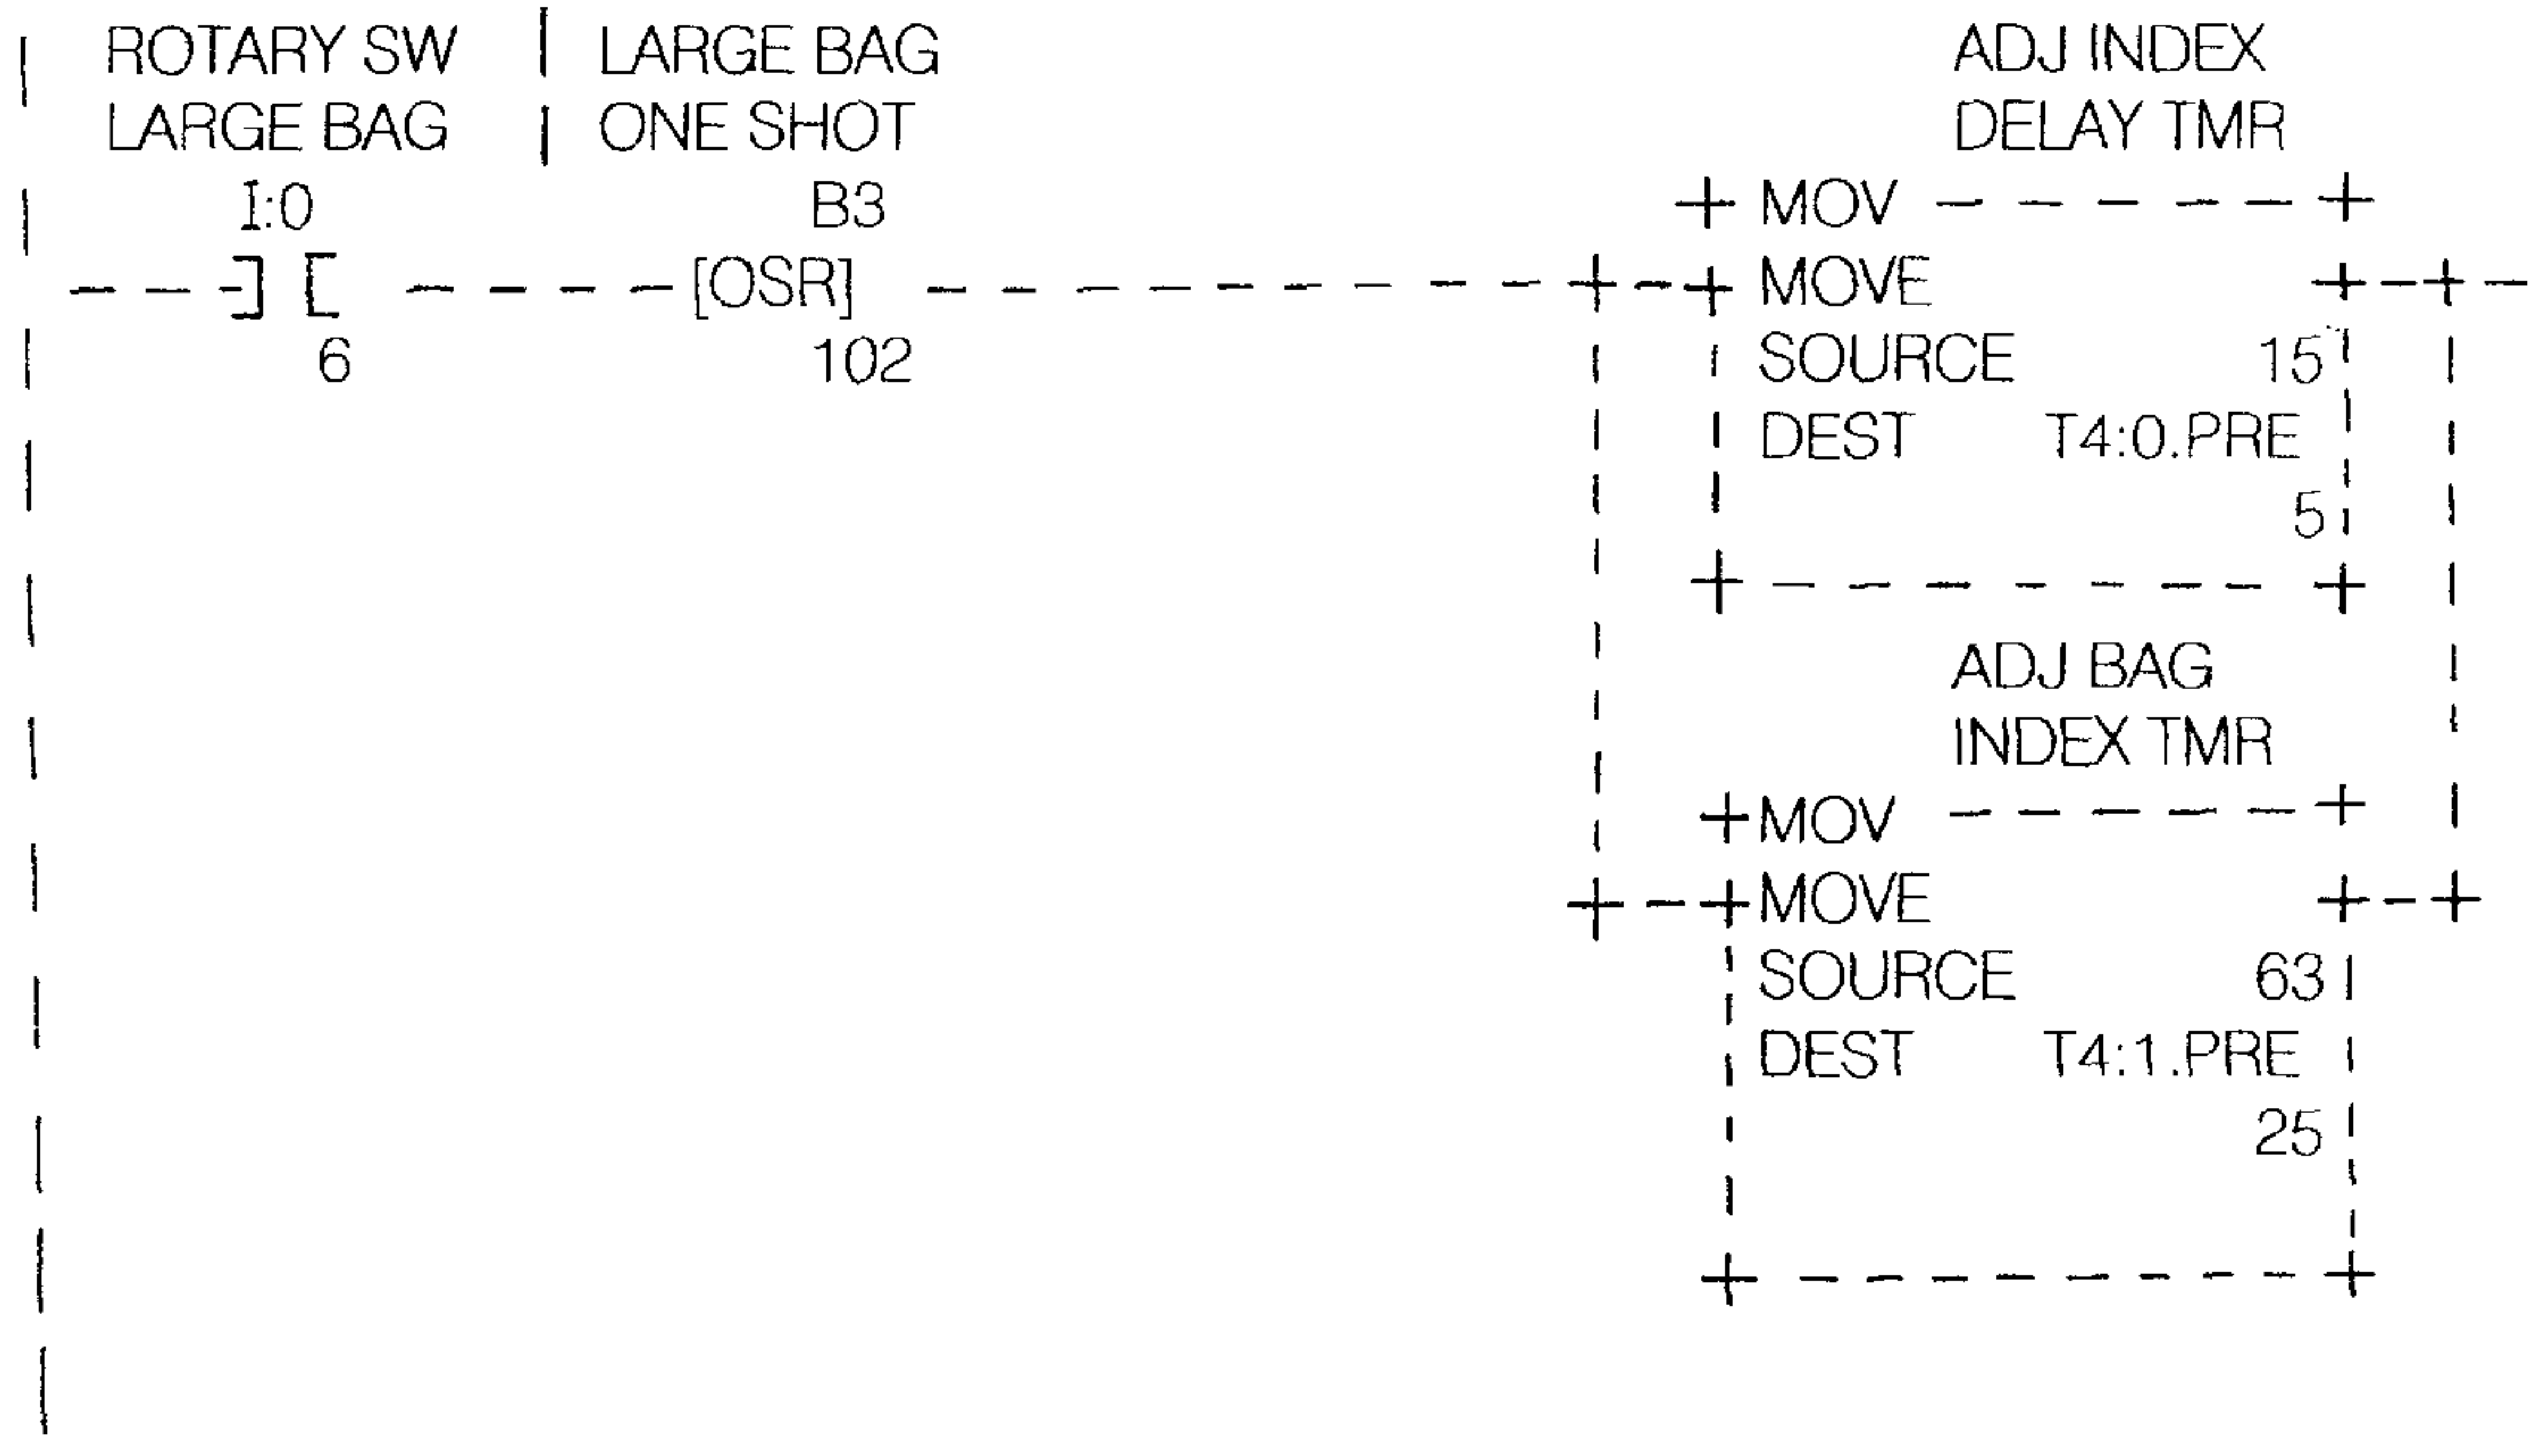 ROTARY SW | LARGE BAG
LARGE BAG | ONE SHOT
I:0 B3
] [ [OSR]
6 102
ADJ INDEX
DELAY TMR
MOV
MOVE
SOURCE 15
DEST T4:0.PRE
5
ADJ BAG
INDEX TMR
MOV
MOVE
SOURCE 63
DEST T4:1.PRE
25